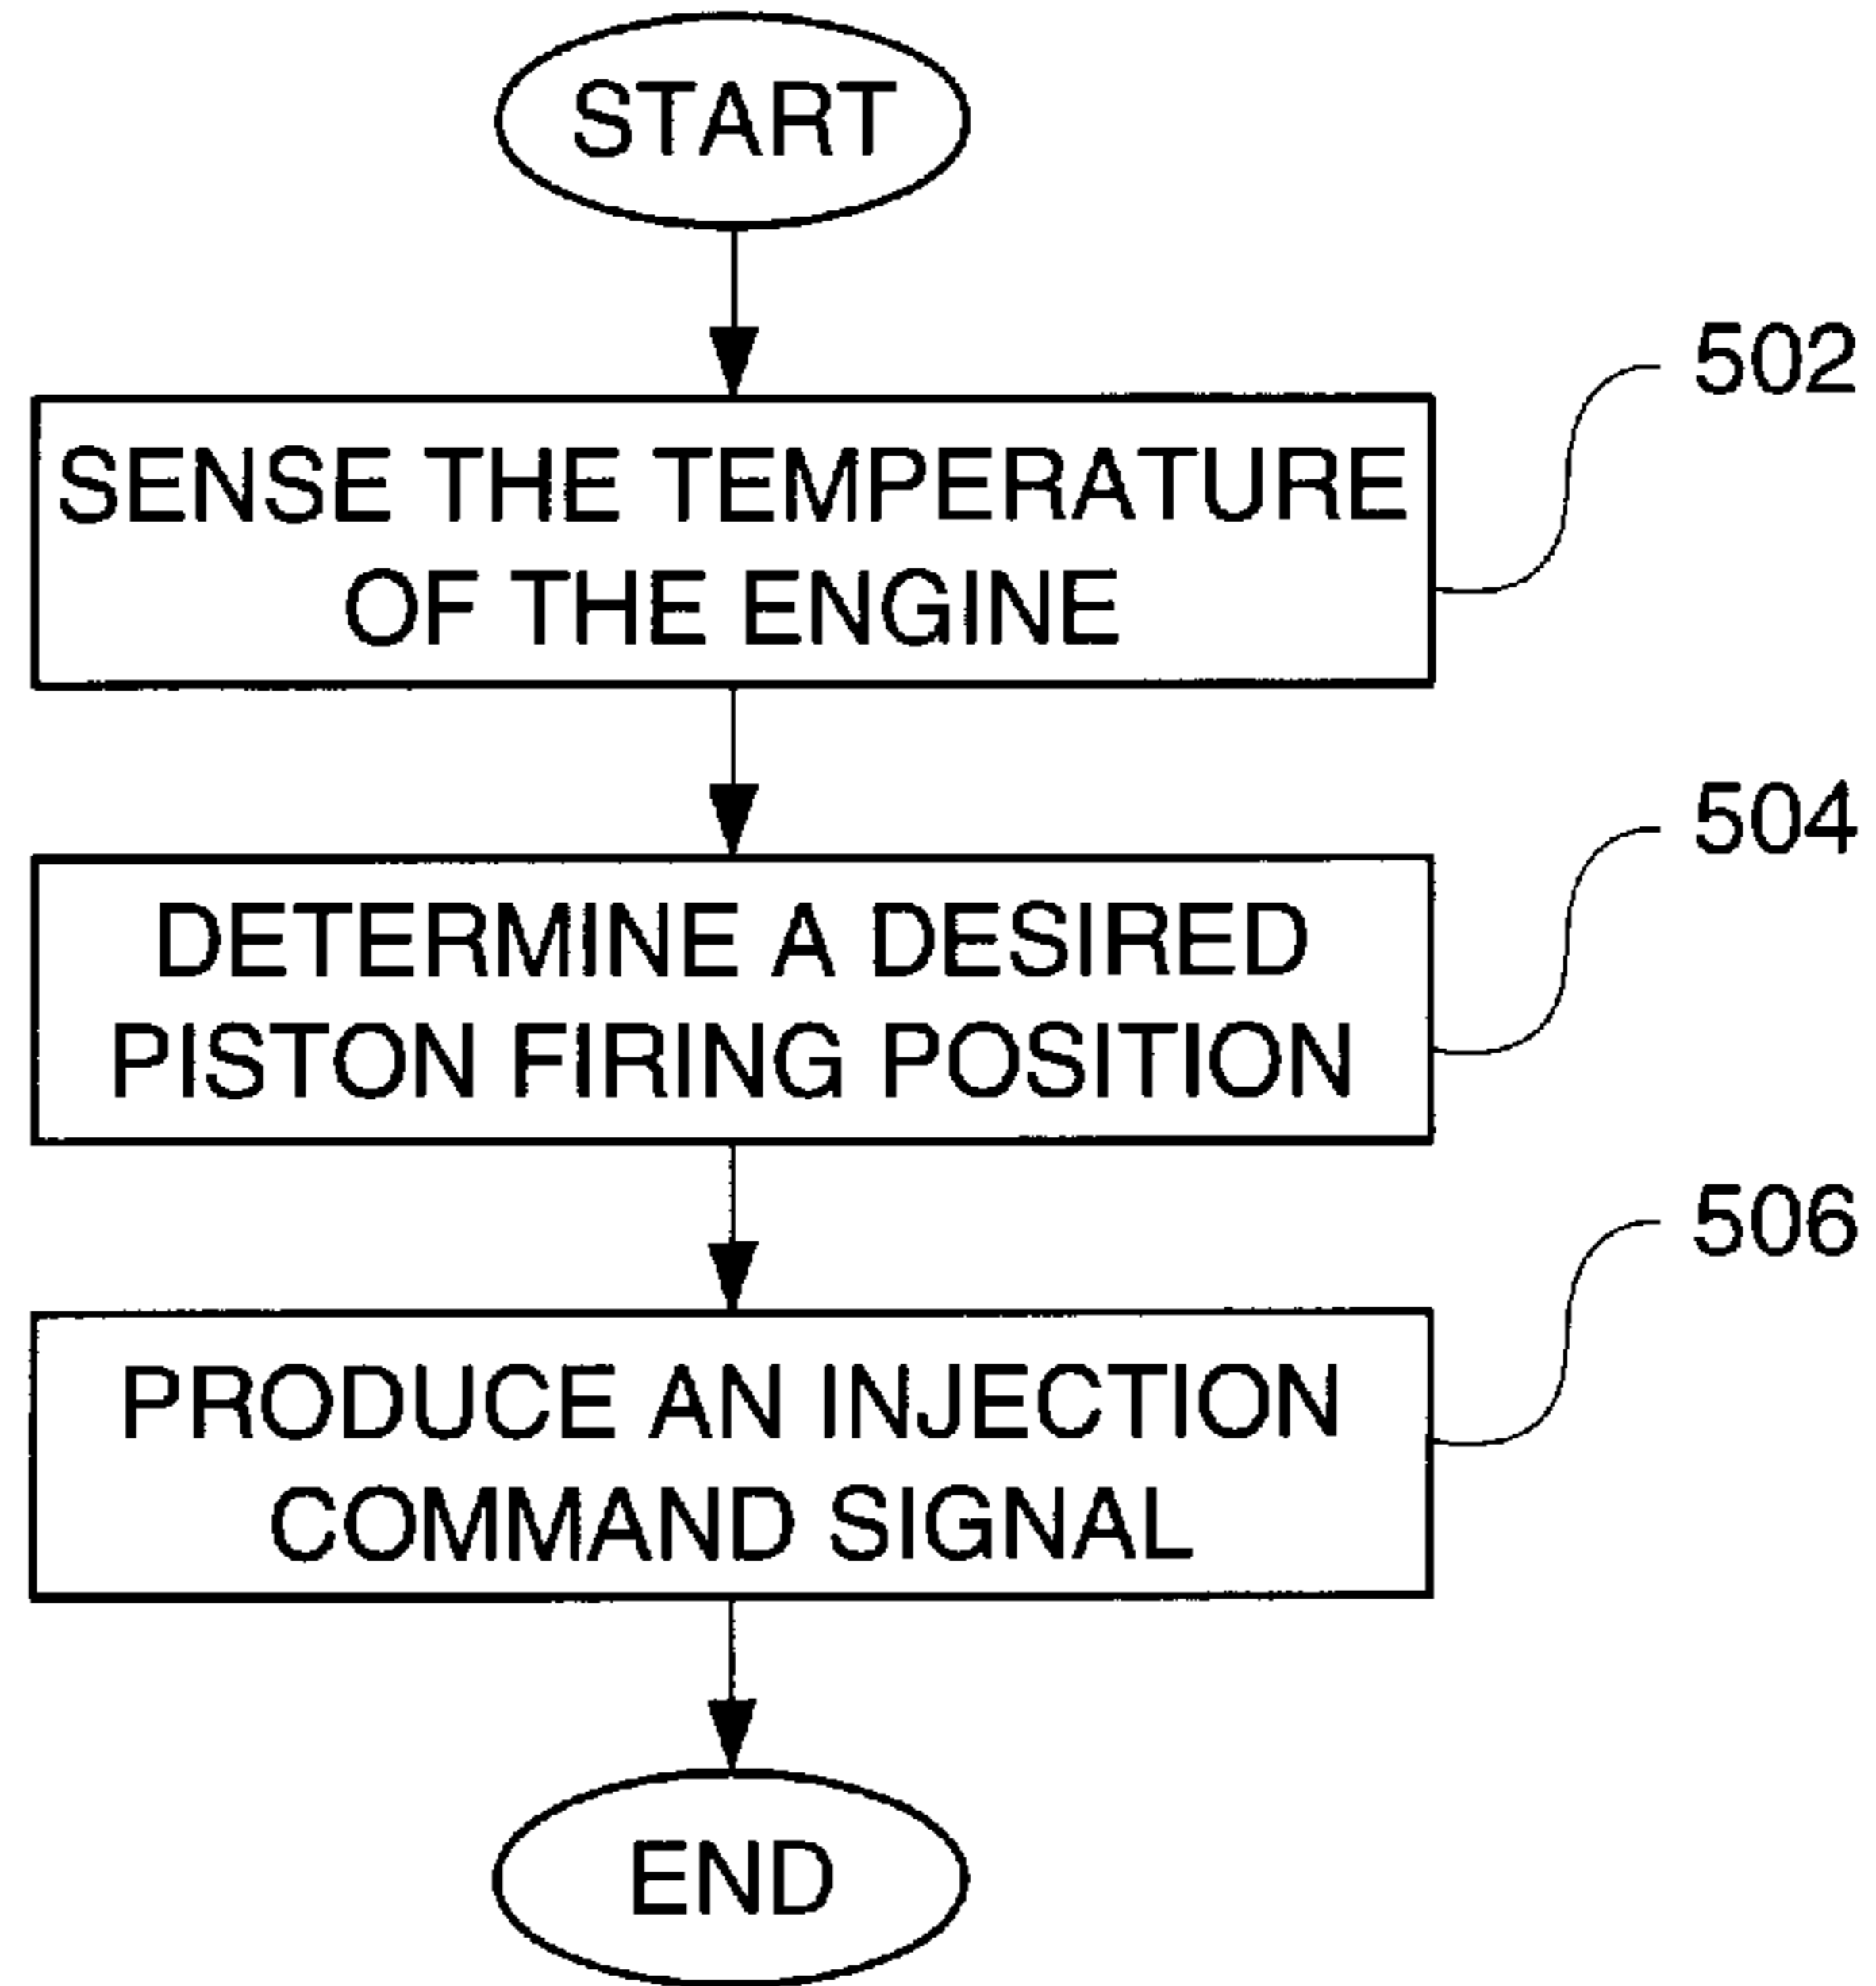 START
502
SENSE THE TEMPERATURE
OF THE ENGINE
504
DETERMINE A DESIRED
PISTON FIRING POSITION
506
PRODUCE AN INJECTION
COMMAND SIGNAL
END